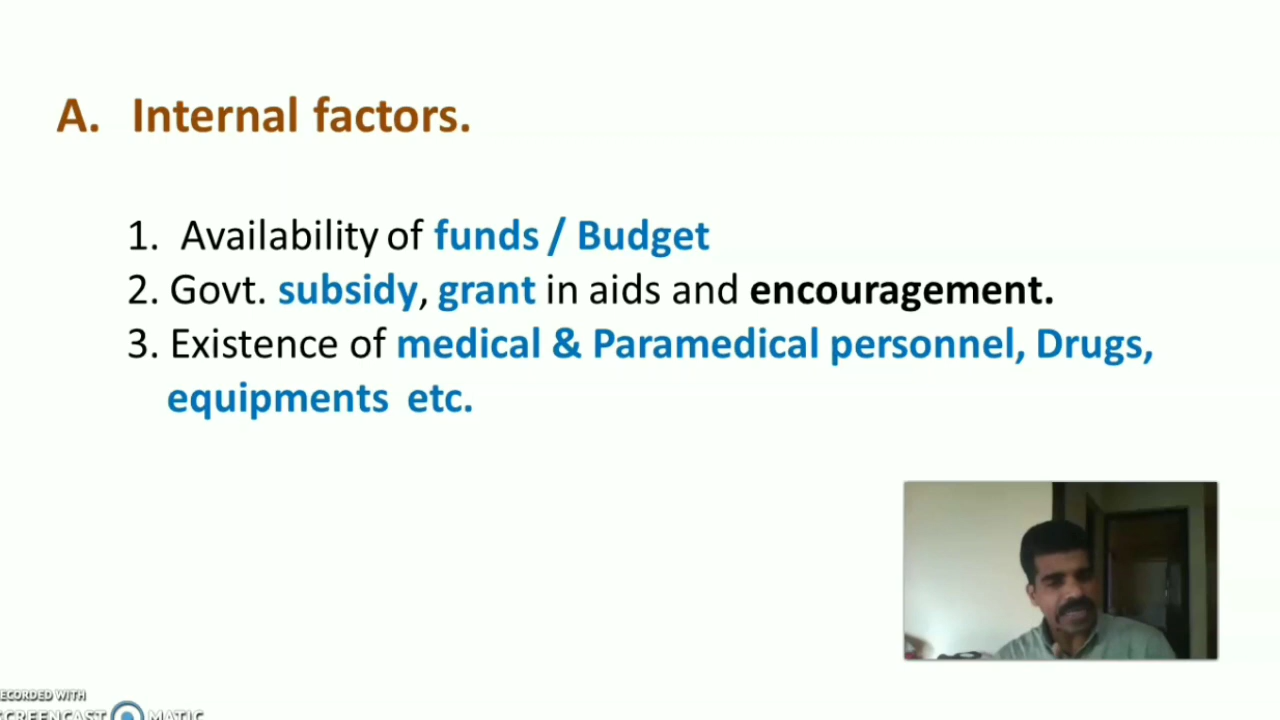 A. Internal factors.
1. Availability of funds / Budget
2. Govt. subsidy, grant in aids and encouragement.
3. Existence of medical & Paramedical personnel, Drugs,
equipments etc.
RECORDED WITH
SCREENCAST MATIC